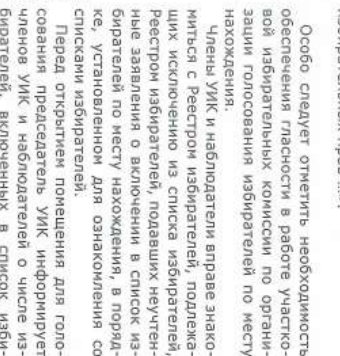 Особо следует отметить необходимость
обеспечения гласности в работе участко-
вой избирательных комиссии по органи-
зации голосования избирателей по месту
нахождения.
Члены УИК и наблюдатели вправе знако-
миться с Реестром избирателей, подлежа-
щих исключению из списка избирателей,
Реестром избирателей, подавших неучтен-
ные заявления о включении в список из-
бирателей по месту нахождения, в поряд-
ке, установленном для ознакомления со
списками избирателей.
Перед открытием помещения для голо-
сования председатель УИК информирует
членов УИК и наблюдателей о числе из-
бирателей, включенных в список изби-